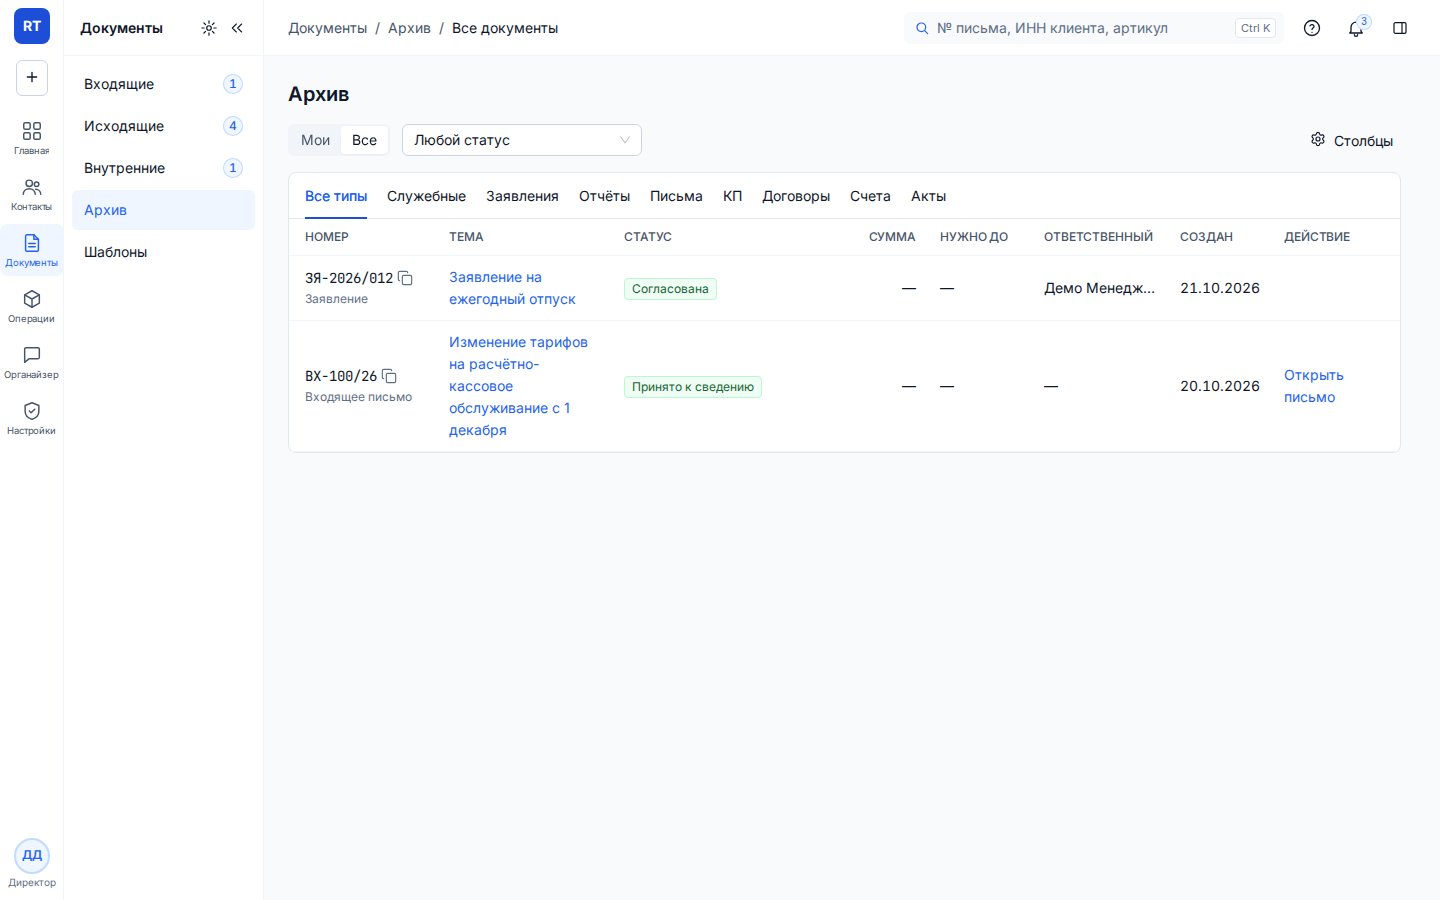 RT
Документы
Документы / Архив / Все документы
№ письма, ИНН клиента, артикул
Ctrl K
3
Главная
Контакты
Документы
Операции
Органайзер
Настройки
ДД
Директор
Входящие 1
Исходящие 4
Внутренние 1
Архив
Шаблоны
Архив
Мои Все
Любой статус
Столбцы
Все типы Служебные Заявления Отчёты Письма КП Договоры Счета Акты
НОМЕР ТЕМА СТАТУС СУММА НУЖНО ДО ОТВЕТСТВЕННЫЙ СОЗДАН ДЕЙСТВИЕ
ЗЯ-2026/012
Заявление
Заявление на
ежегодный отпуск
Согласована
— — Демо Менедж... 21.10.2026
ВХ-100/26
Входящее письмо
Изменение тарифов
на расчётно-
кассовое
обслуживание с 1
декабря
Принято к сведению
— — — 20.10.2026
Открыть
письмо